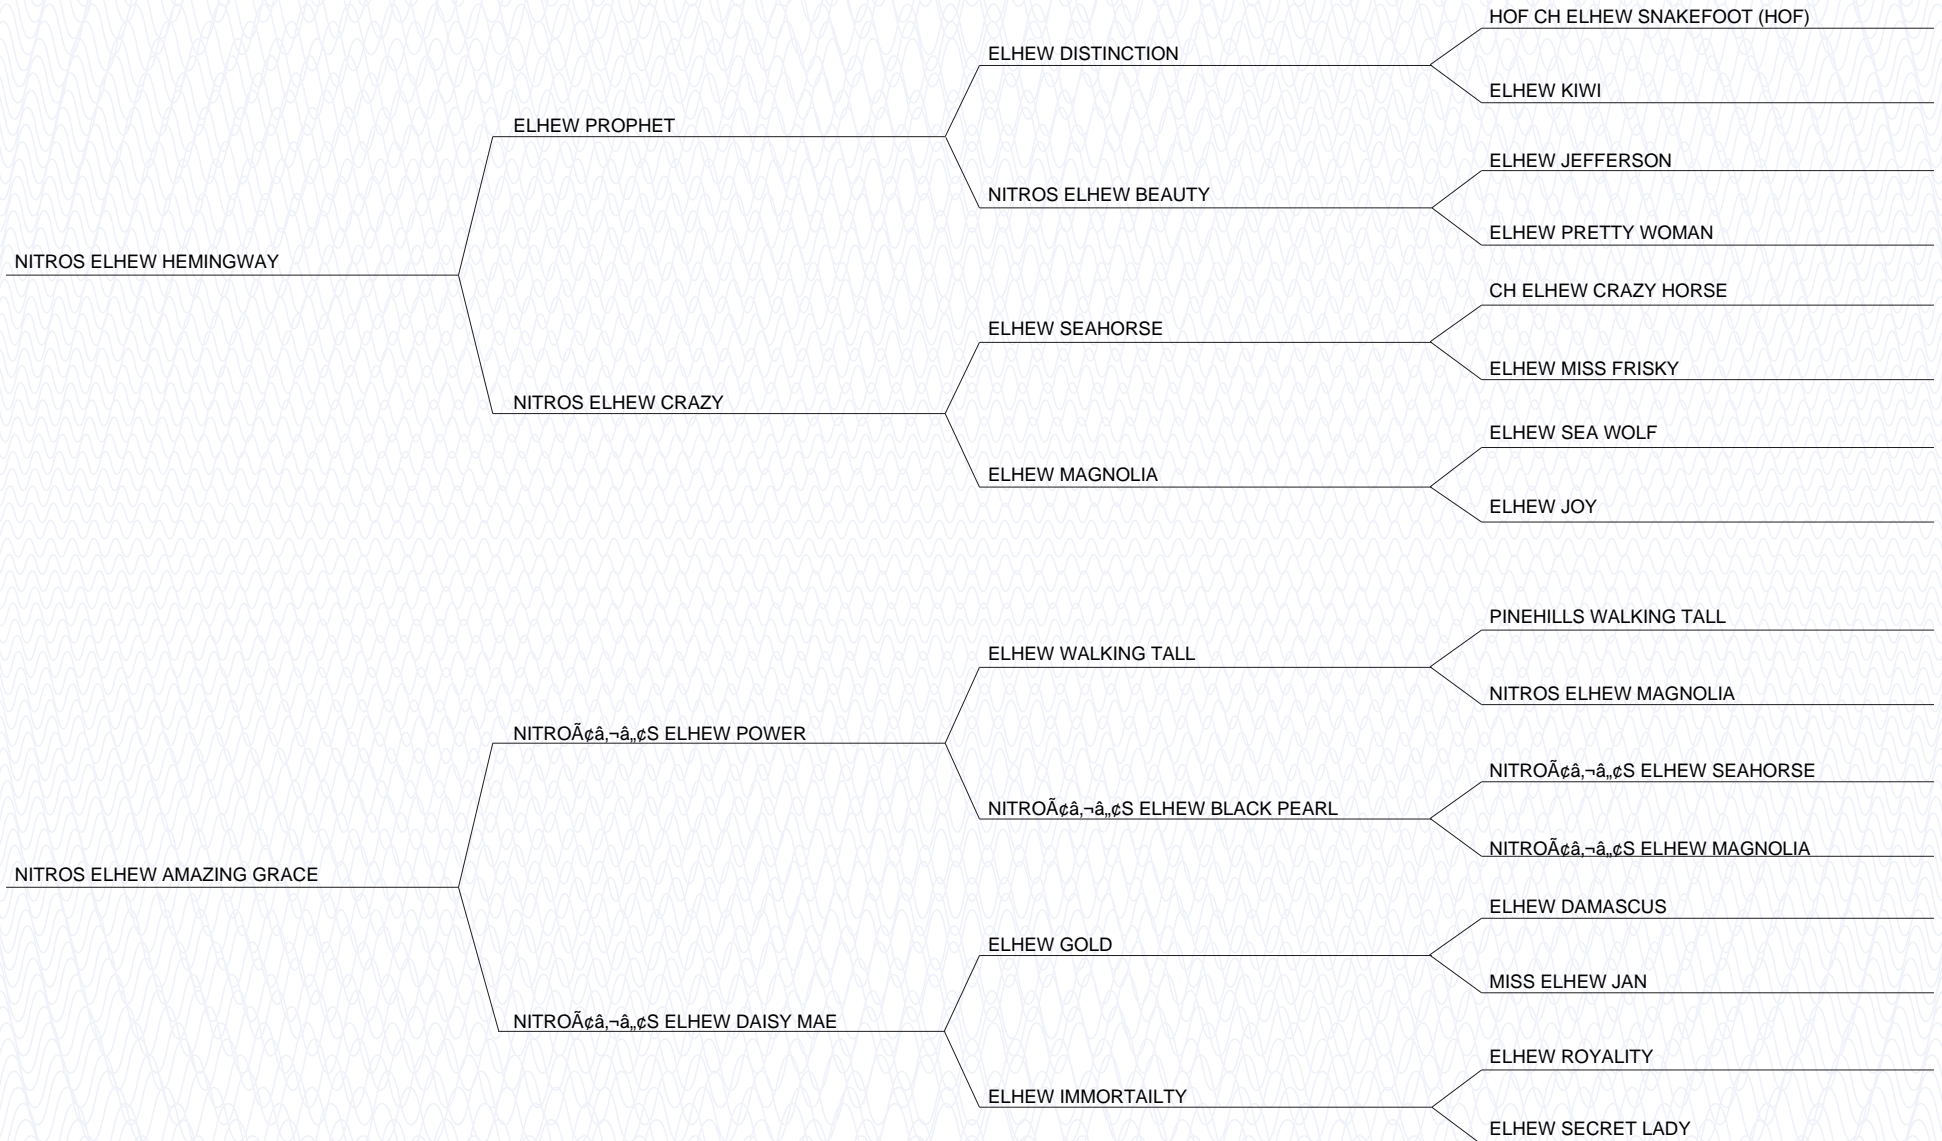 HOF CH ELHEW SNAKEFOOT (HOF)
ELHEW DISTINCTION
ELHEW KIWI
ELHEW PROPHET
ELHEW JEFFERSON
NITROS ELHEW BEAUTY
ELHEW PRETTY WOMAN
NITROS ELHEW HEMINGWAY
CH ELHEW CRAZY HORSE
ELHEW SEAHORSE
ELHEW MISS FRISKY
NITROS ELHEW CRAZY
ELHEW SEA WOLF
ELHEW MAGNOLIA
ELHEW JOY
PINEHILLS WALKING TALL
ELHEW WALKING TALL
NITROS ELHEW MAGNOLIA
NITROÃ¢â‚¬â„¢S ELHEW POWER
NITROÃ¢â‚¬â„¢S ELHEW SEAHORSE
NITROÃ¢â‚¬â„¢S ELHEW BLACK PEARL
NITROÃ¢â‚¬â„¢S ELHEW MAGNOLIA
NITROS ELHEW AMAZING GRACE
ELHEW DAMASCUS
ELHEW GOLD
MISS ELHEW JAN
NITROÃ¢â‚¬â„¢S ELHEW DAISY MAE
ELHEW ROYALITY
ELHEW IMMORTAILTY
ELHEW SECRET LADY